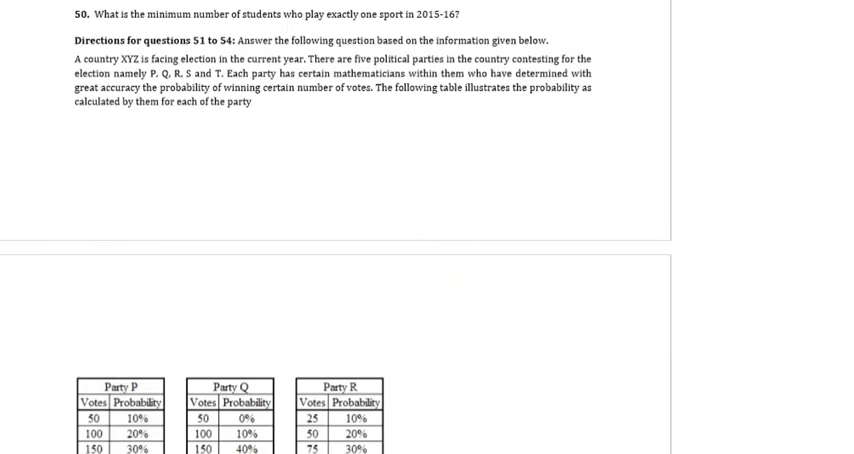 50. What is the minimum number of students who play exactly one sport in 2015-16?
Directions for questions 51 to 54: Answer the following question based on the information given below.
A country XYZ is facing election in the current year. There are five political parties in the country contesting for the
election namely P, Q, R, S and T. Each party has certain mathematicians within them who have determined with
great accuracy the probability of winning certain number of votes. The following table illustrates the probability as
calculated by them for each of the party
Party P Party Q Party R
Votes Probability Votes Probability Votes Probability
50 10% 50 0% 25 10%
100 20% 100 10% 50 20%
150 30% 150 40% 75 30%